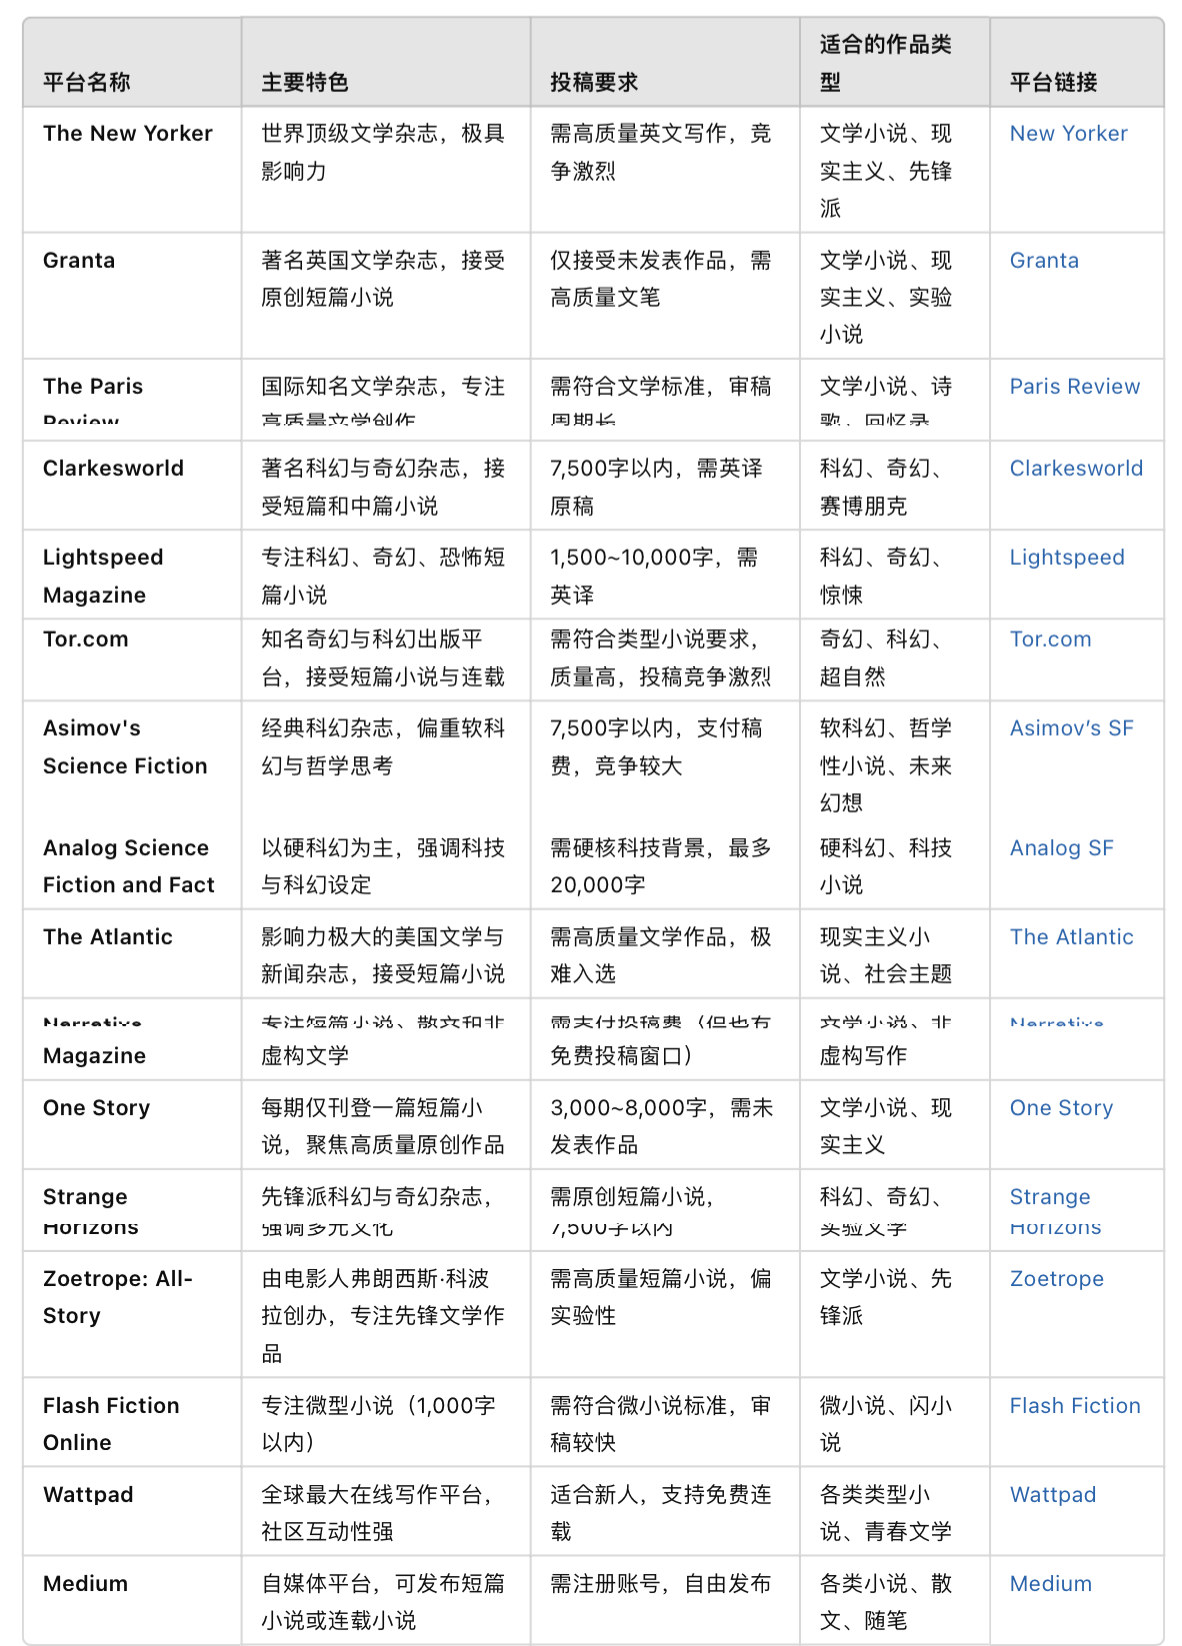 适合的作品类
平台名称 主要特色 投稿要求 型 平台链接
The New Yorker 世界顶级文学杂志，极具 需高质量英文写作，竞 文学小说、现 New Yorker
影响力 争激烈 实主义、先锋
派
Granta 著名英国文学杂志，接受 仅接受未发表作品，需 文学小说、现 Granta
原创短篇小说 高质量文笔 实主义、实验
小说
The Paris 国际知名文学杂志，专注 需符合文学标准，审稿 文学小说、诗 Paris Review
Review 高质量文学创作 周期长 歌、回忆录
Clarkesworld 著名科幻与奇幻杂志，接 7,500字以内，需英译 科幻、奇幻、 Clarkesworld
受短篇和中篇小说 原稿 赛博朋克
Lightspeed 专注科幻、奇幻、恐怖短 1,500~10,000字，需 科幻、奇幻、 Lightspeed
Magazine 篇小说 英译 惊悚
Tor.com 知名奇幻与科幻出版平 需符合类型小说要求， 奇幻、科幻、 Tor.com
台，接受短篇小说与连载 质量高，投稿竞争激烈 超自然
Asimov's 经典科幻杂志，偏重软科 7,500字以内，支付稿 软科幻、哲学 Asimov’s SF
Science Fiction 幻与哲学思考 费，竞争较大 性小说、未来
幻想
Analog Science 以硬科幻为主，强调科技 需硬核科技背景，最多 硬科幻、科技 Analog SF
Fiction and Fact 与科幻设定 20,000字 小说
The Atlantic 影响力极大的美国文学与 需高质量文学作品，极 现实主义小 The Atlantic
新闻杂志，接受短篇小说 难入选 说、社会主题
Narrative 专注短篇小说、散文和非 需支付投稿费（但也有 文学小说、非 Narrative
Magazine 虚构文学 免费投稿窗口） 虚构写作
One Story 每期仅刊登一篇短篇小 3,000~8,000字，需未 文学小说、现 One Story
说，聚焦高质量原创作品 发表作品 实主义
Strange 先锋派科幻与奇幻杂志， 需原创短篇小说， 科幻、奇幻、 Strange
Horizons 强调多元文化 7,500字以内 实验文学 Horizons
Zoetrope: All- 由电影人弗朗西斯·科波 需高质量短篇小说，偏 文学小说、先 Zoetrope
Story 拉创办，专注先锋文学作 实验性 锋派
品
Flash Fiction 专注微型小说（1,000字 需符合微小说标准，审 微小说、闪小 Flash Fiction
Online 以内） 稿较快 说
Wattpad 全球最大在线写作平台， 适合新人，支持免费连 各类类型小 Wattpad
社区互动性强 载 说、青春文学
Medium 自媒体平台，可发布短篇 需注册账号，自由发布 各类小说、散 Medium
小说或连载小说 文、随笔